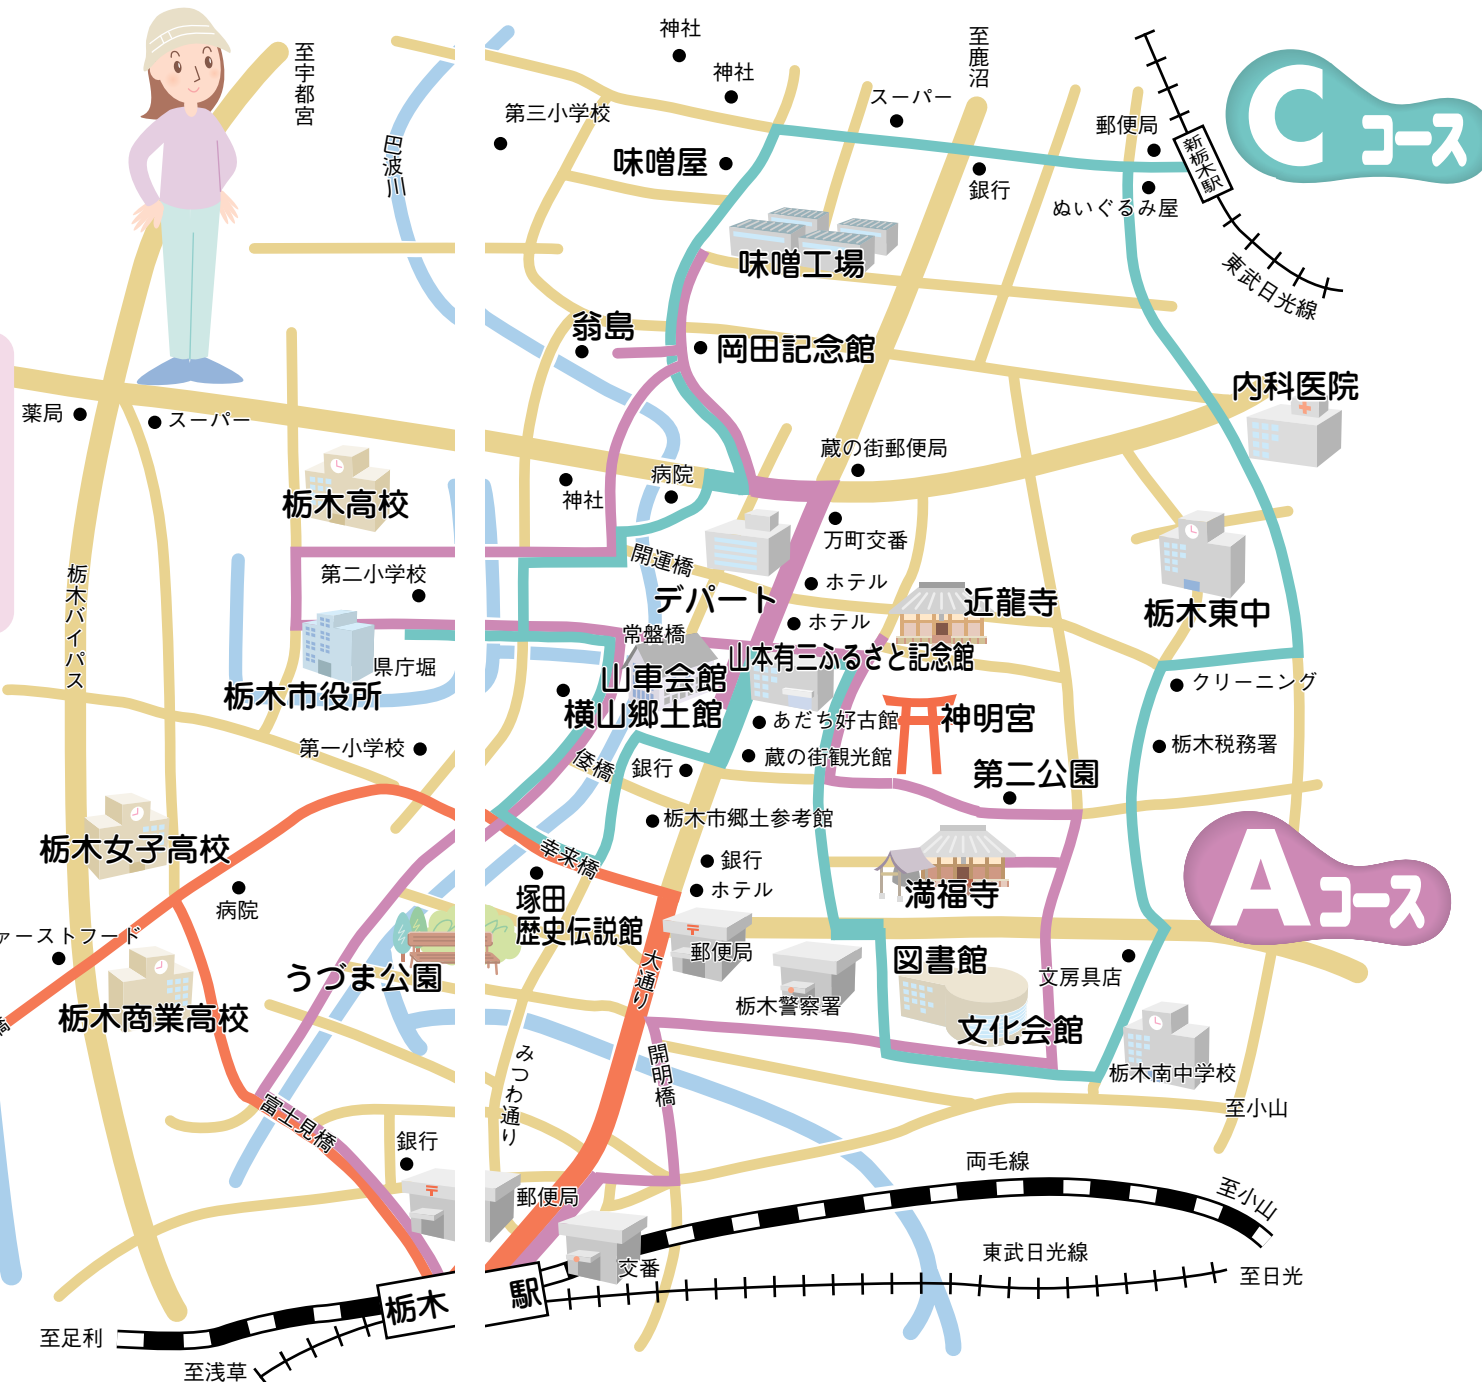 神社
神社
至鹿沼
至宇都宮
スーパー
第三小学校
郵便局
Cコース
新栃木駅
巴波川
味噌屋
銀行
ぬいぐるみ屋
味噌工場
東武日光線
翁島
岡田記念館
内科医院
薬局
スーパー
蔵の街郵便局
病院
神社
栃木高校
万町交番
開運橋
第二小学校
ホテル
デパート
近龍寺
栃木東中
栃木バイパス
ホテル
常盤橋
山本有三ふるさと記念館
県庁堀
山車会館
クリーニング
栃木市役所
横山郷土館
あだち好古館
神明宮
第一小学校
栃木税務署
倭橋
銀行
蔵の街観光館
第二公園
栃木市郷土参考館
栃木女子高校
幸来橋
銀行
Aコース
塚田
歴史伝説館
ホテル
満福寺
病院
ァーストフード
郵便局
図書館
うづま公園
大通り
文房具店
栃木商業高校
栃木警察署
文化会館
みつわ通り
開明橋
栃木南中学校
富士見橋
至小山
銀行
両毛線
郵便局
至小山
東武日光線
交番
至日光
栃木 駅
至足利
至浅草